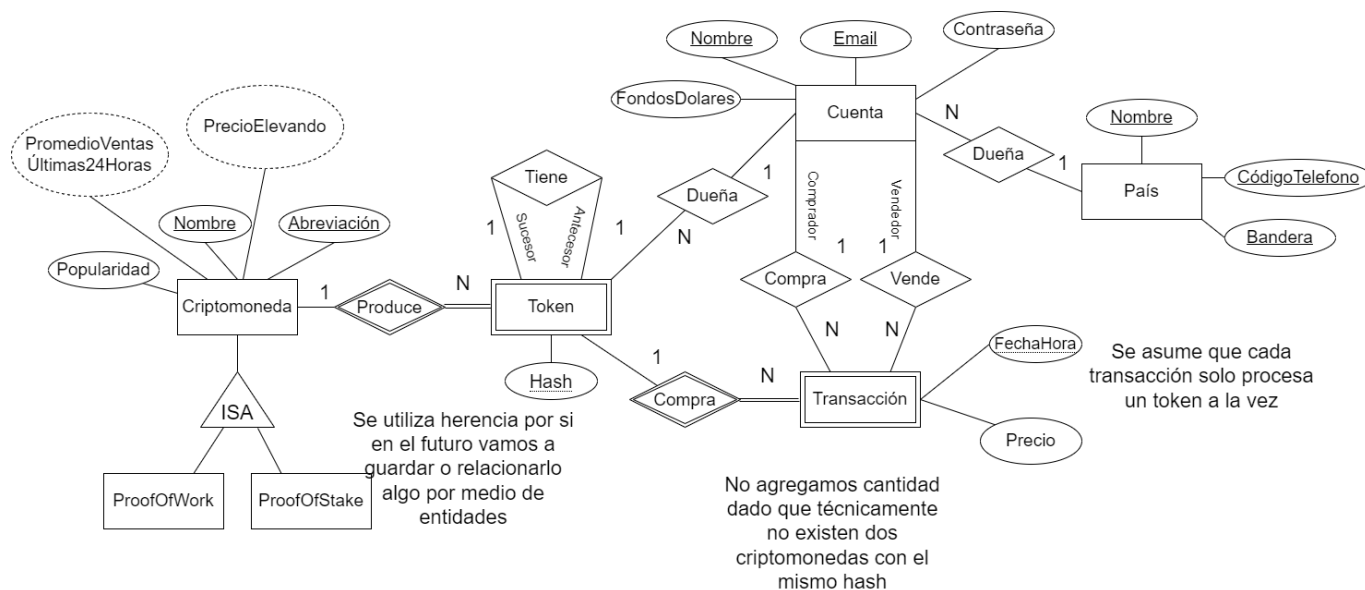 Nombre
Email
Contraseña
FondosDolares
Cuenta
N
Nombre
PrecioElevando
PromedioVentas
Últimas24Horas
Dueña
1
País
CódigoTelefono
Bandera
Tiene
1
Sucesor
Antecesor
1
Dueña
1
N
Comprador
Vendedor
Nombre
Abreviación
Popularidad
Criptomoneda
1
Produce
N
Token
Hash
1
1
Compra
Vende
N
N
1
Compra
N
Transacción
FechaHora
Precio
Se asume que cada
transacción solo procesa
un token a la vez
ISA
ProofOfWork
ProofOfStake
Se utiliza herencia por si
en el futuro vamos a
guardar o relacionarlo
algo por medio de
entidades
No agregamos cantidad
dado que técnicamente
no existen dos
criptomonedas con el
mismo hash